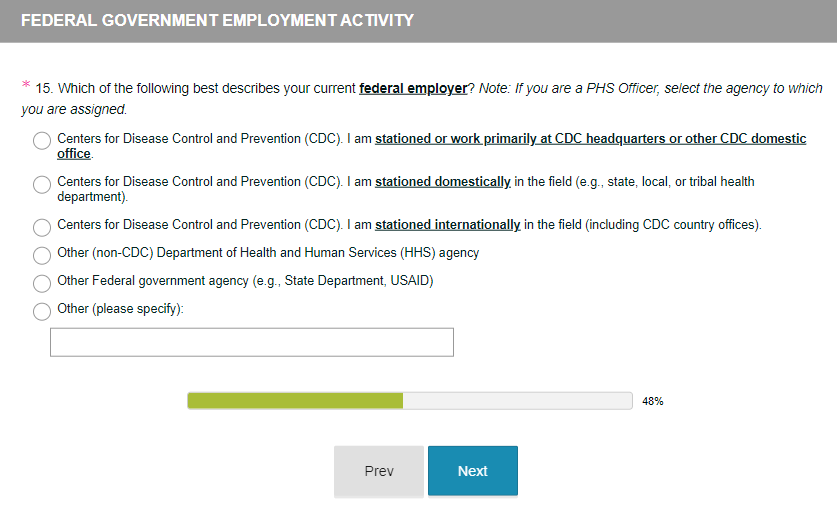 FEDERAL GOVERNMENT EMPLOYMENT ACTIVITY
* 15. Which of the following best describes your current federal employer? Note: If you are a PHS Officer, select the agency to which
you are assigned.
Centers for Disease Control and Prevention (CDC). I am stationed or work primarily at CDC headquarters or other CDC domestic
office.
Centers for Disease Control and Prevention (CDC). I am stationed domestically in the field (e.g., state, local, or tribal health
department).
Centers for Disease Control and Prevention (CDC). I am stationed internationally in the field (including CDC country offices).
Other (non-CDC) Department of Health and Human Services (HHS) agency
Other Federal government agency (e.g., State Department, USAID)
Other (please specify):
48%
Prev
Next